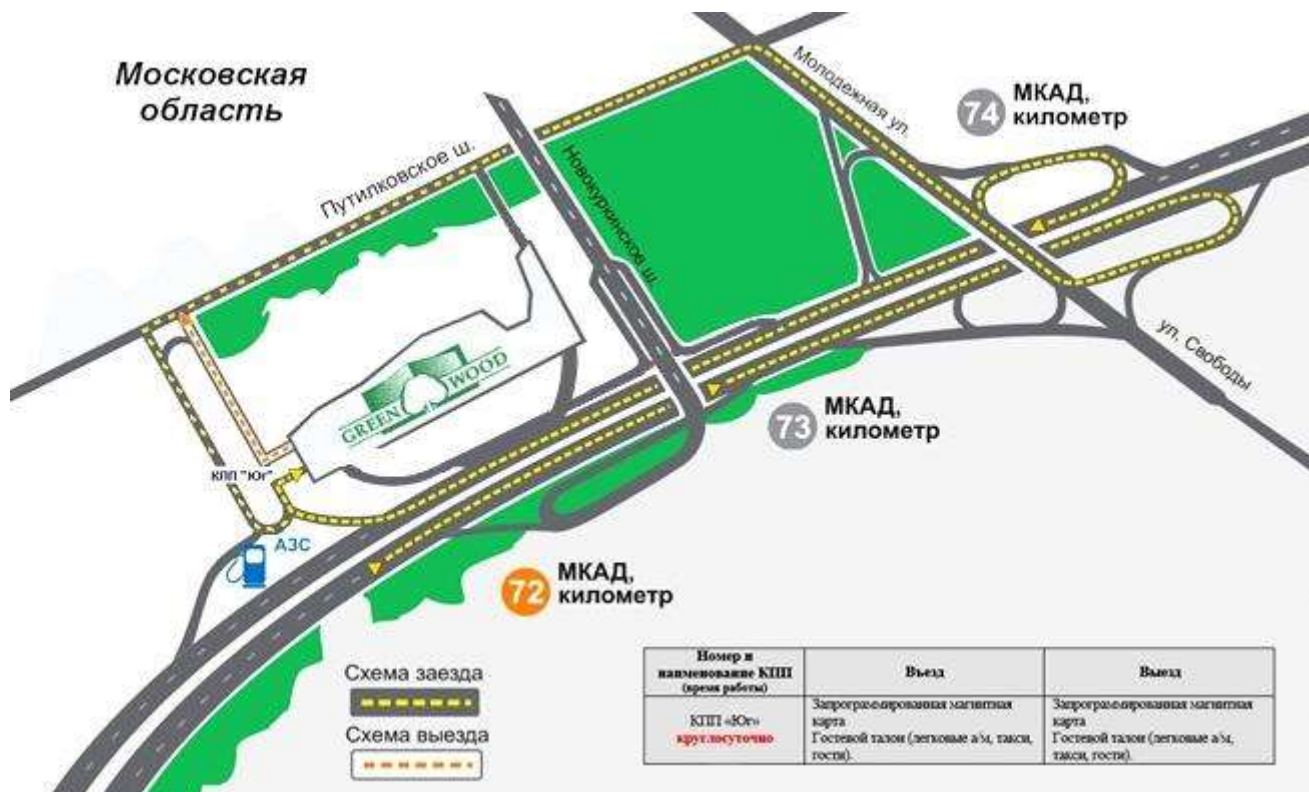 Московская
область
Путилковское ш.
Новокуркинское ш.
Молодежная ул.
74
МКАД,
километр
ул. Свободы
GREEN WOOD
73
МКАД,
километр
КПП "Юг"
АЗС
72
МКАД,
километр
Схема заезда
Схема выезда
Номер и
наименование КПП
(время работы)
Въезд
Выезд
КПП «Юг»
круглосуточно
Запрограммированная магнитная
карта
Гостевой талон (легковые а/м, такси,
гости).
Запрограммированная магнитная
карта
Гостевой талон (легковые а/м,
такси, гости).